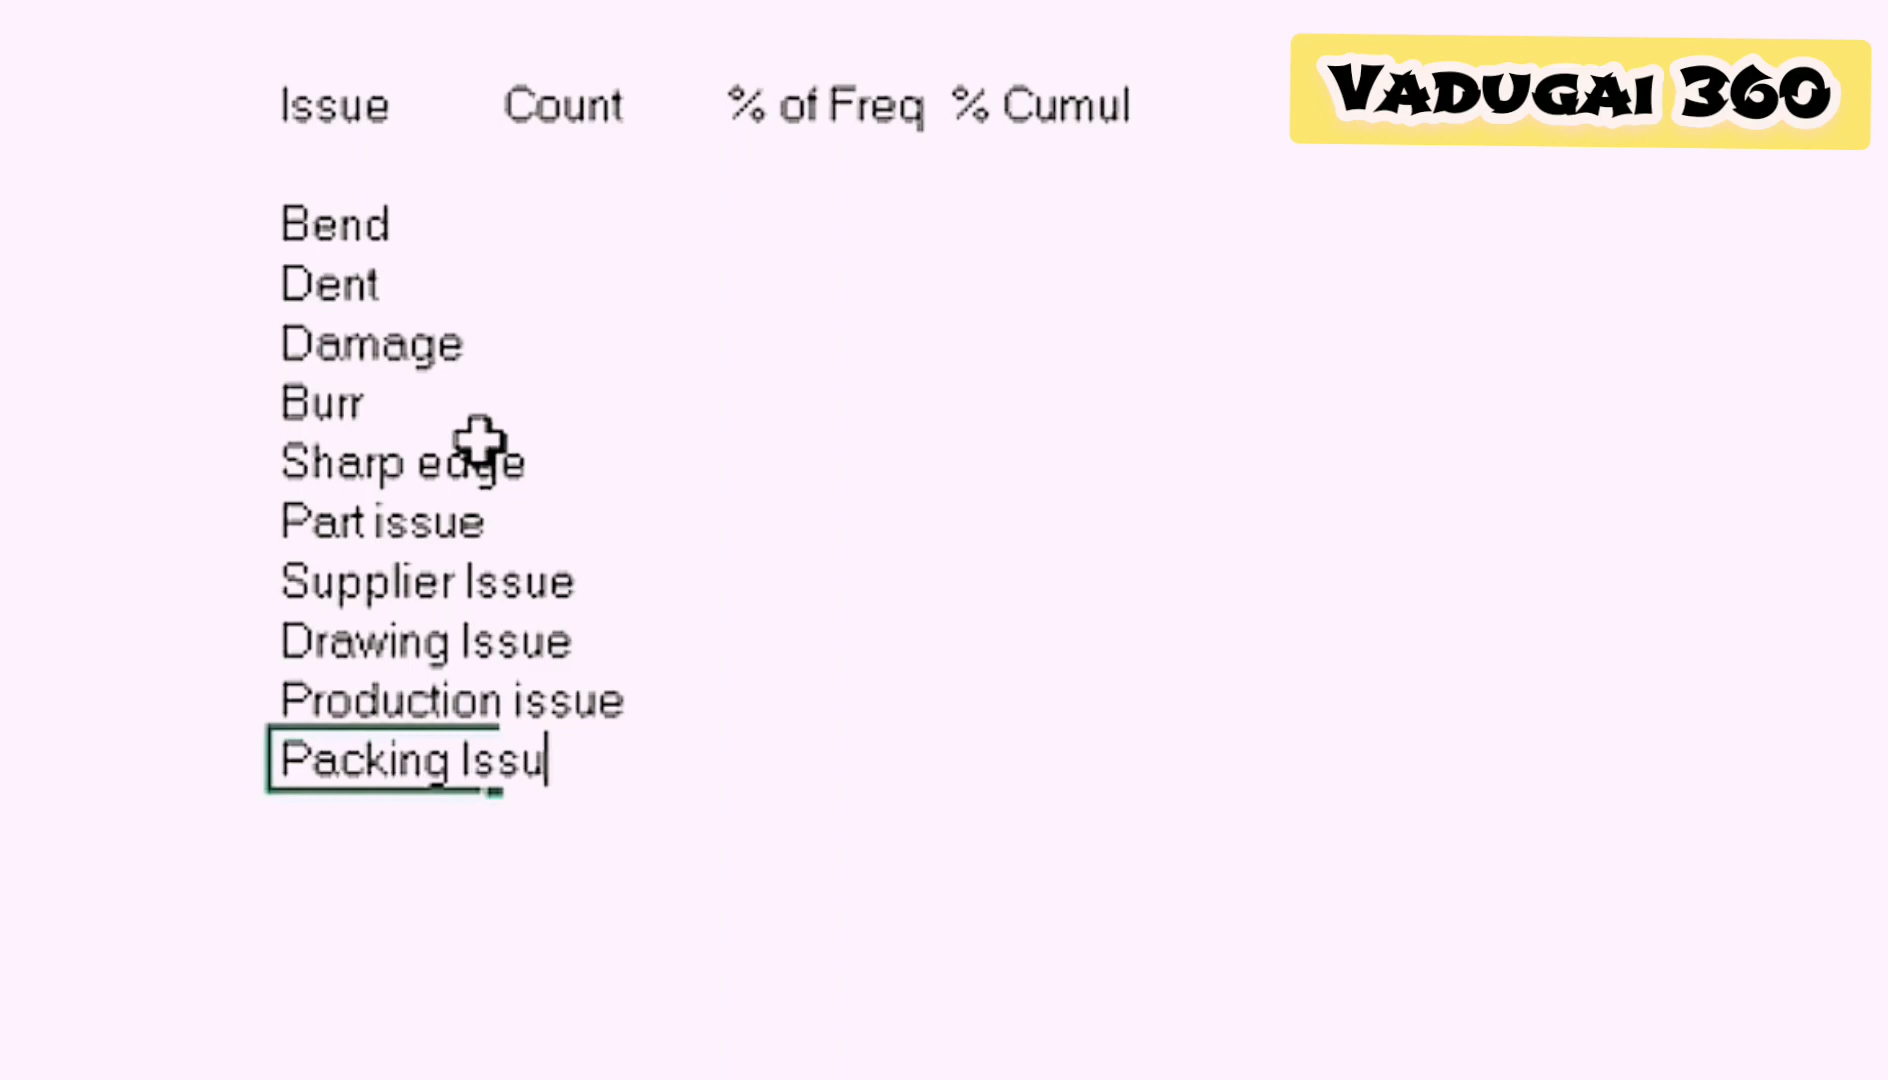 Issue Count % of Freq % Cumul
VADUGAI 360
Bend
Dent
Damage
Burr
Sharp edge
Part issue
Supplier Issue
Drawing Issue
Production issue
Packing Issu